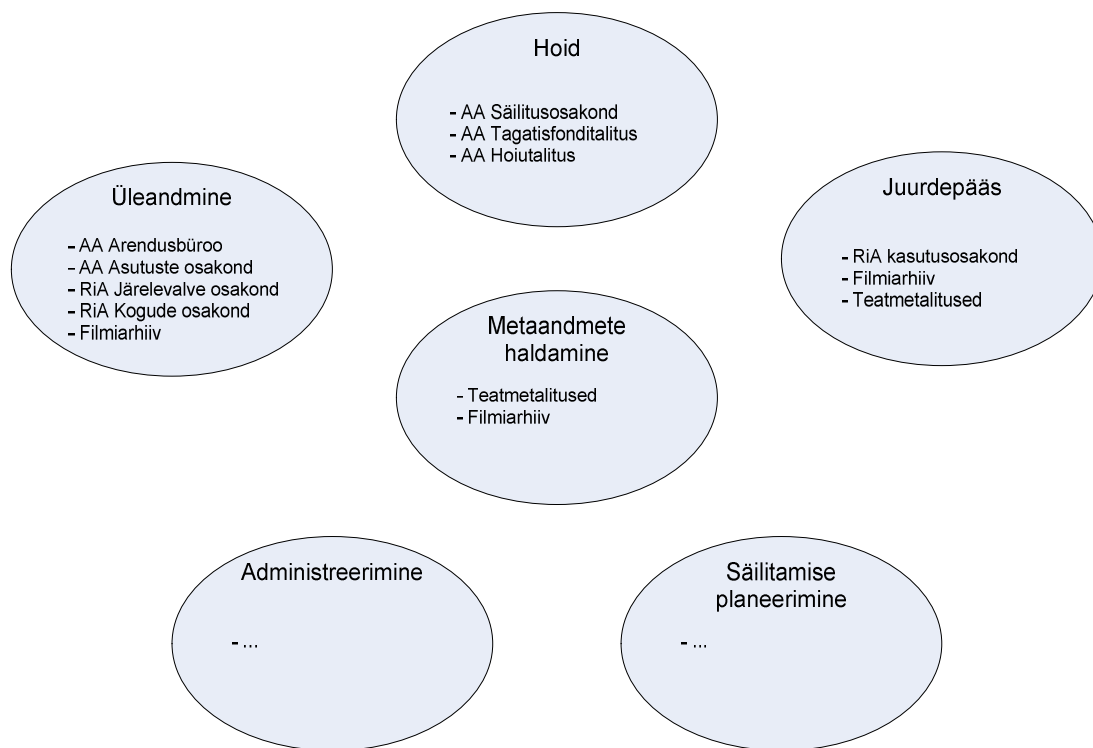 Hoid
- AA Säilitusosakond
- AA Tagatisfonditalitus
- AA Hoiutalitus
Üleandmine
- AA Arendusbüroo
- AA Asutuste osakond
- RiA Järelevalve osakond
- RiA Kogude osakond
- Filmiarhiiv
Juurdepääs
- RiA kasutusosakond
- Filmiarhiiv
- Teatmetalitused
Metaandmete
haldamine
- Teatmetalitused
- Filmiarhiiv
Administreerimine
- ...
Säilitamise
planeerimine
- ...